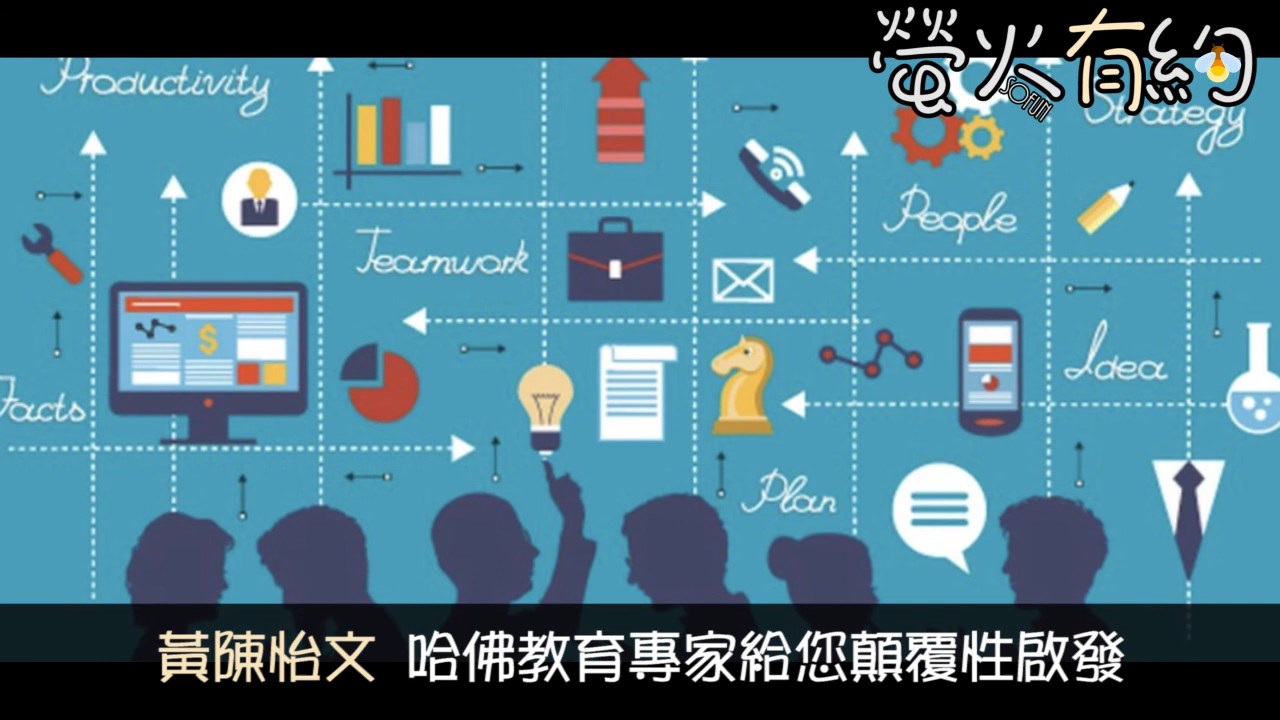 螢火有約
SOFUN
Productivity
Strategy
People
Teamwork
Idea
Facts
Plan
$
黃陳怡文 哈佛教育專家給您顛覆性啟發